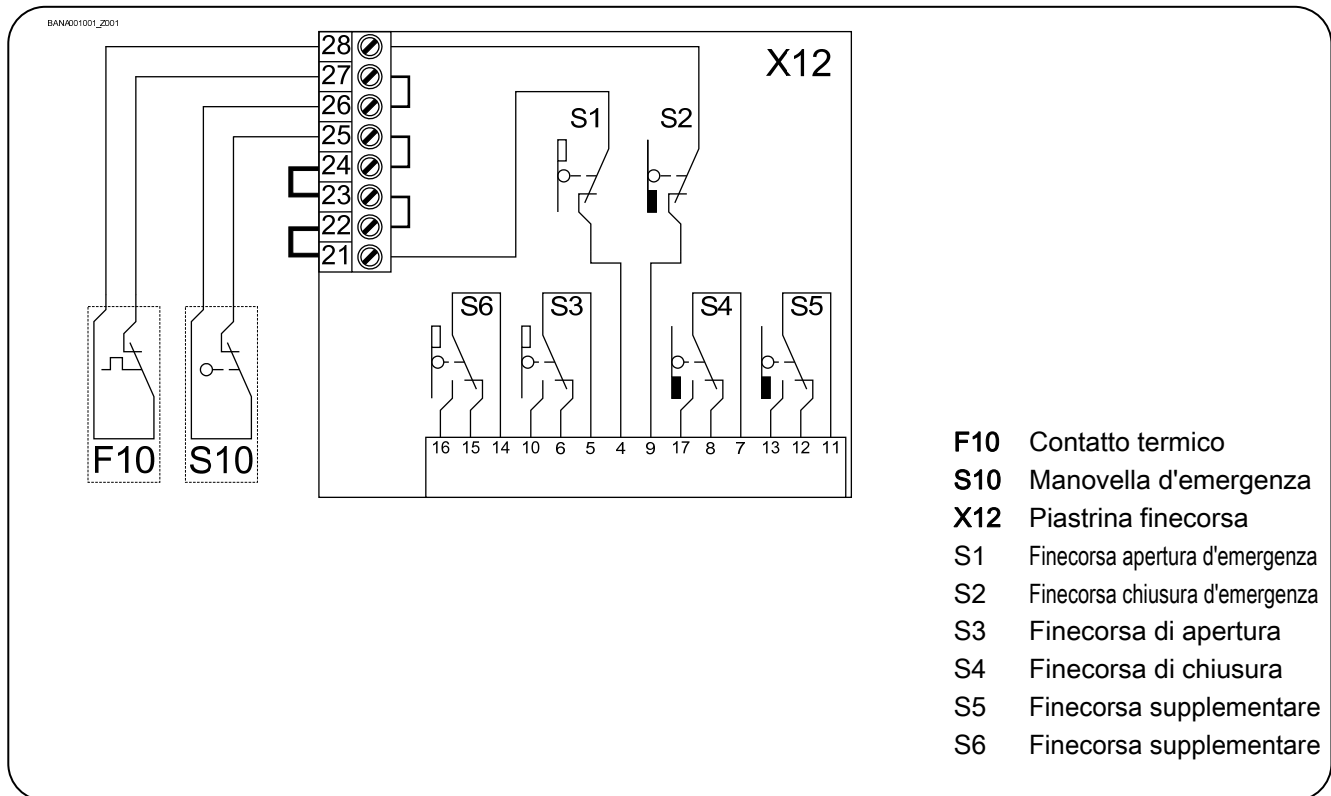 BANA001001_Z001
X12
28
27
26
25
24
23
22
21
S1 S2
S6 S3 S4 S5
16 15 14 10 6 5 4 9 17 8 7 13 12 11
F10 S10
F10 Contatto termico
S10 Manovella d'emergenza
X12 Piastrina finecorsa
S1 Finecorsa apertura d'emergenza
S2 Finecorsa chiusura d'emergenza
S3 Finecorsa di apertura
S4 Finecorsa di chiusura
S5 Finecorsa supplementare
S6 Finecorsa supplementare